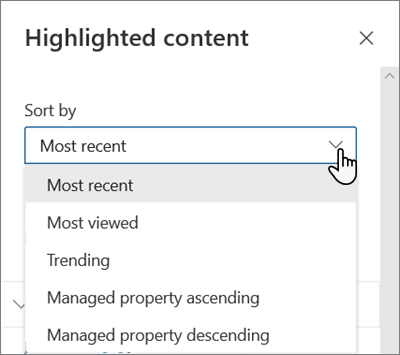 Highlighted content
Sort by
Most recent
Most recent
Most viewed
Trending
Managed property ascending
Managed property descending